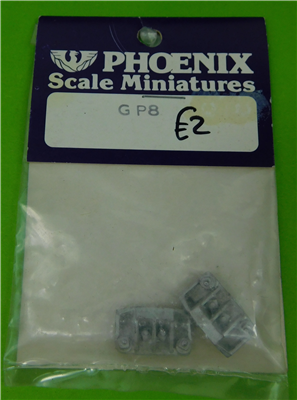 PHOENIX
Scale Miniatures
GP8
£2